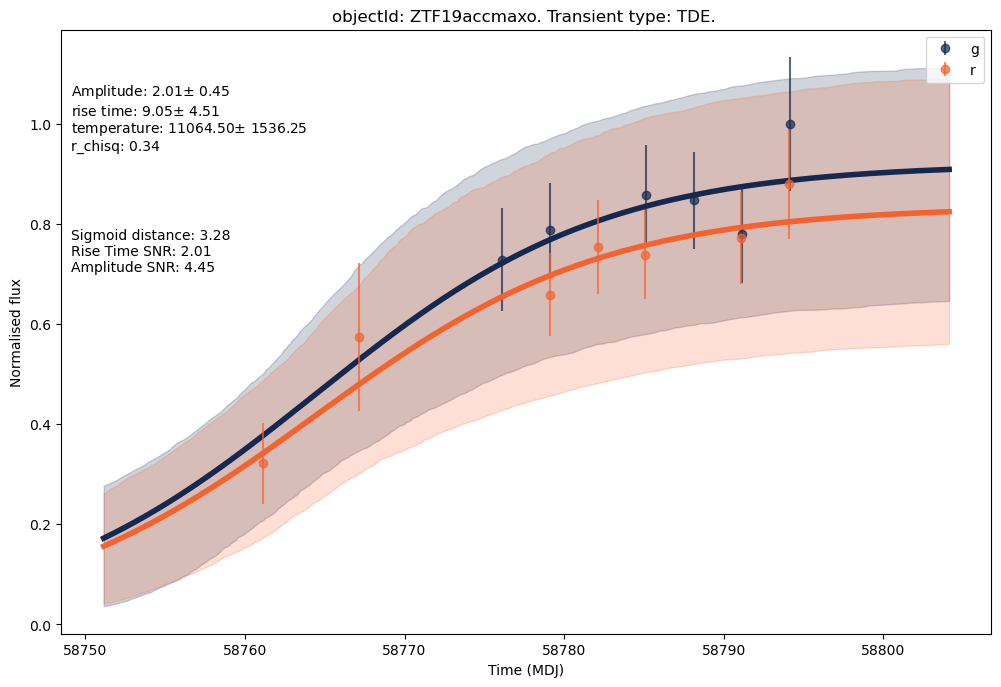 objectId: ZTF19accmaxo. Transient type: TDE.
g
r
Amplitude: 2.01± 0.45
rise time: 9.05± 4.51
temperature: 11064.50± 1536.25
r_chisq: 0.34
Sigmoid distance: 3.28
Rise Time SNR: 2.01
Amplitude SNR: 4.45
Normalised flux
1.0
0.8
0.6
0.4
0.2
0.0
58750 58760 58770 58780 58790 58800
Time (MDJ)